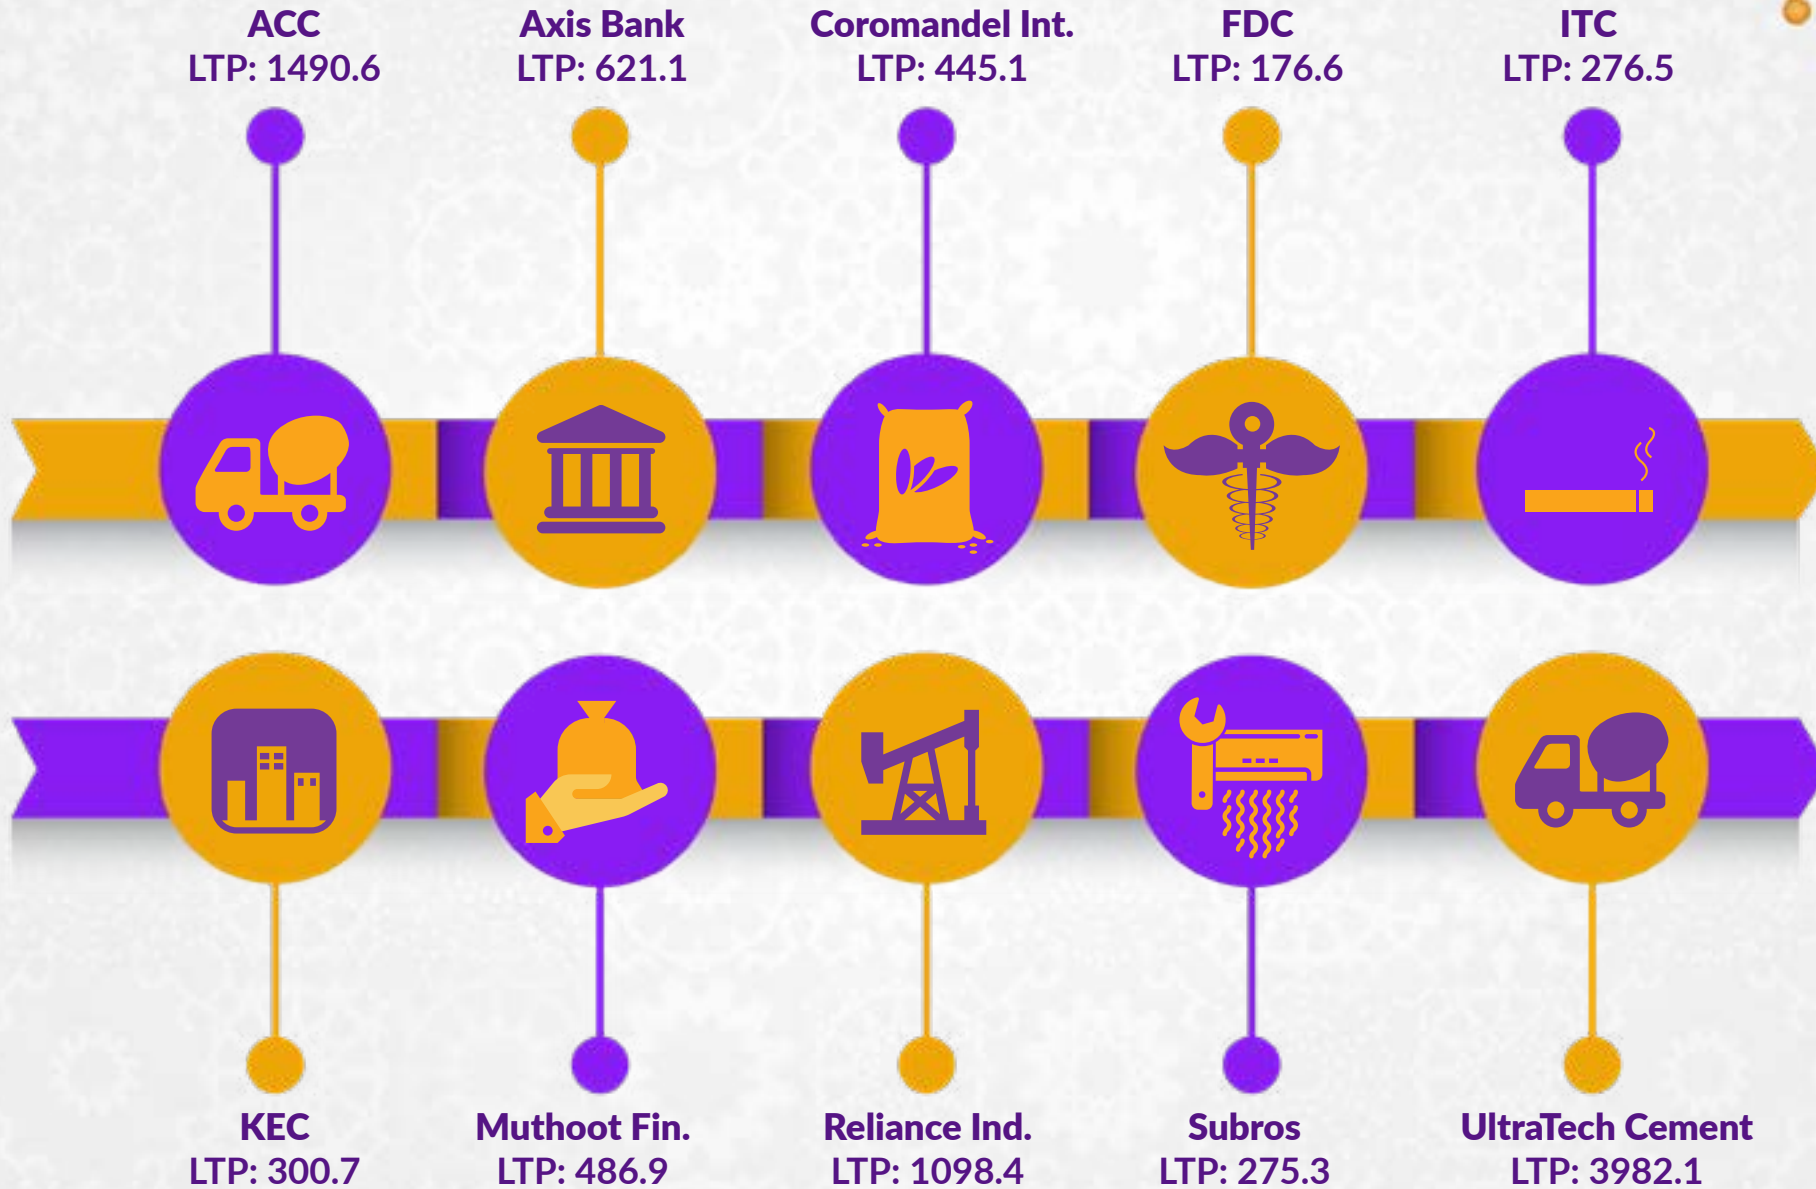 ACC
LTP: 1490.6
Axis Bank
LTP: 621.1
Coromandel Int.
LTP: 445.1
FDC
LTP: 176.6
ITC
LTP: 276.5
KEC
LTP: 300.7
Muthoot Fin.
LTP: 486.9
Reliance Ind.
LTP: 1098.4
Subros
LTP: 275.3
UltraTech Cement
LTP: 3982.1